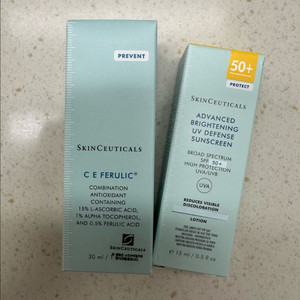 PREVENT
SKINCEUTICALS
C E FERULIC®
COMBINATION
ANTIOXIDANT
CONTAINING
15% L-ASCORBIC ACID,
1% ALPHA TOCOPHEROL,
AND 0.5% FERULIC ACID
SKINCEUTICALS
30 ml /
50+
PROTECT
SKINCEUTICALS
ADVANCED
BRIGHTENING
UV DEFENSE
SUNSCREEN
BROAD SPECTRUM
SPF 50+
HIGH PROTECTION
UVA/UVB
UVA
REDUCES VISIBLE
DISCOLORATION
LOTION
15 ml / 0.5 fl oz